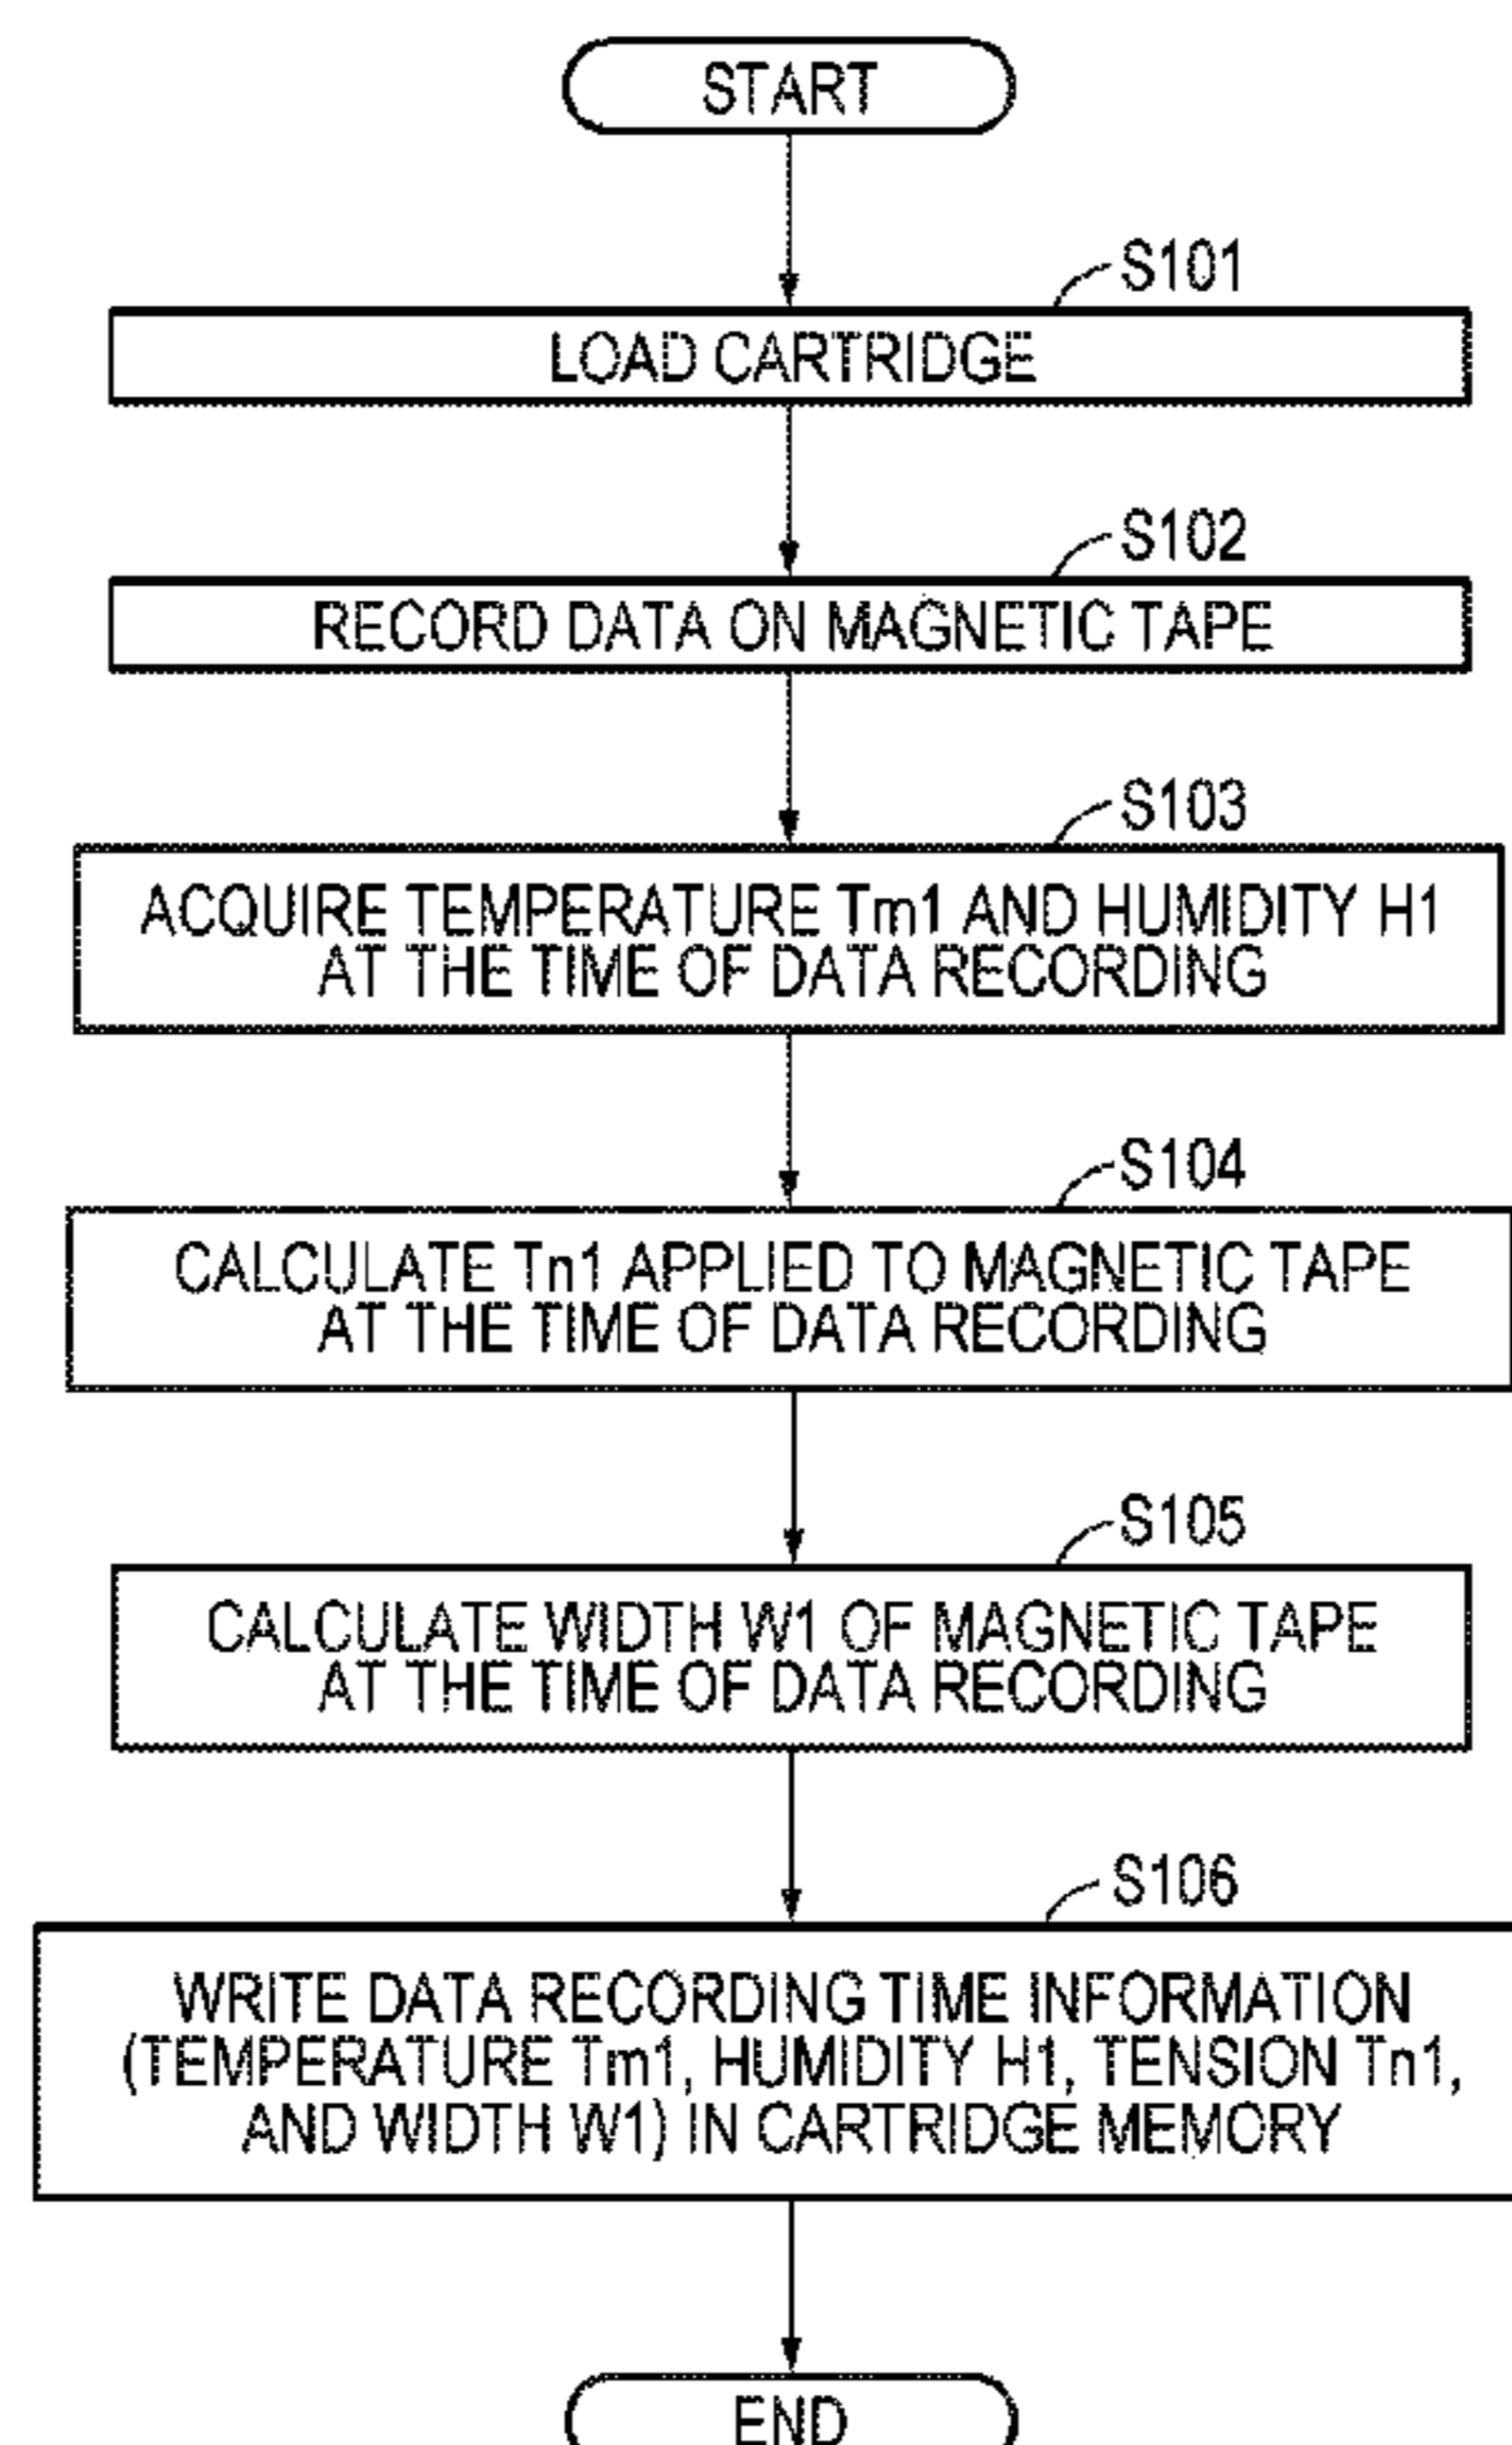 START
S101
LOAD CARTRIDGE
S102
RECORD DATA ON MAGNETIC TAPE
S103
ACQUIRE TEMPERATURE Tm1 AND HUMIDITY H1
AT THE TIME OF DATA RECORDING
S104
CALCULATE Tn1 APPLIED TO MAGNETIC TAPE
AT THE TIME OF DATA RECORDING
S105
CALCULATE WIDTH W1 OF MAGNETIC TAPE
AT THE TIME OF DATA RECORDING
S106
WRITE DATA RECORDING TIME INFORMATION
(TEMPERATURE Tm1, HUMIDITY H1, TENSION Tn1,
AND WIDTH W1) IN CARTRIDGE MEMORY
END